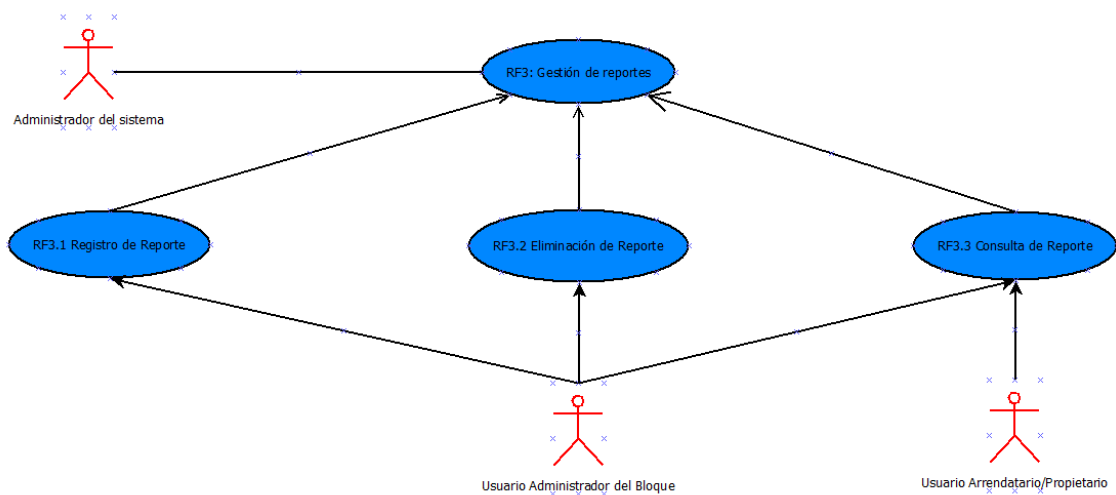 RF3: Gestión de reportes
Administrador del sistema
RF3.1 Registro de Reporte
RF3.2 Eliminación de Reporte
RF3.3 Consulta de Reporte
Usuario Administrador del Bloque
Usuario Arrendatario/Propietario